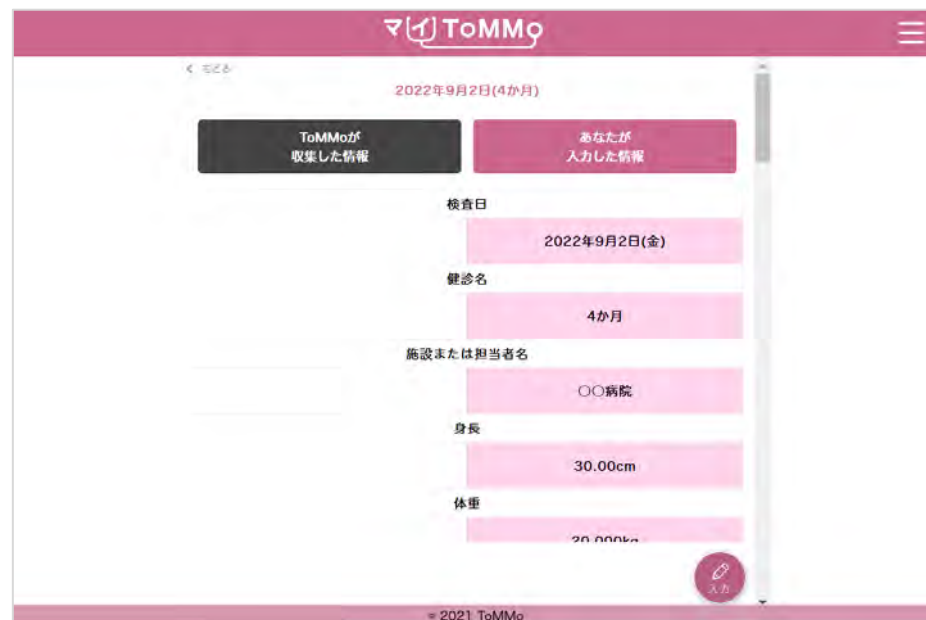 マイToMMo
もどる
2022年9月2日(4か月)
ToMMoが
収集した情報
あなたが
入力した情報
検査日
2022年9月2日(金)
健診名
4か月
施設または担当者名
〇〇病院
身長
30.00cm
体重
20.000kg
入力
© 2021 ToMMo